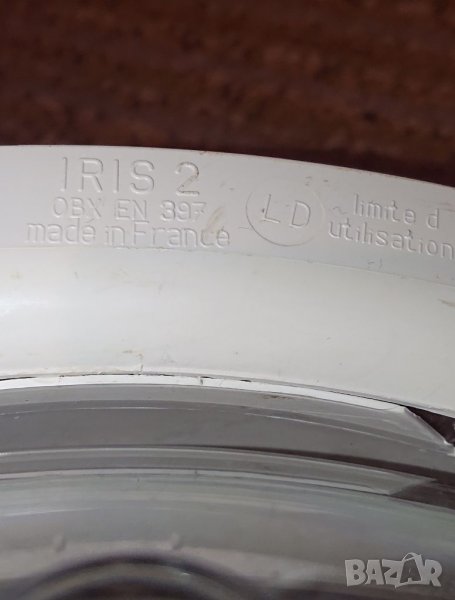 IRIS 2
OBX EN 397
made in France
LD
limite d
utilisation
BAZAR